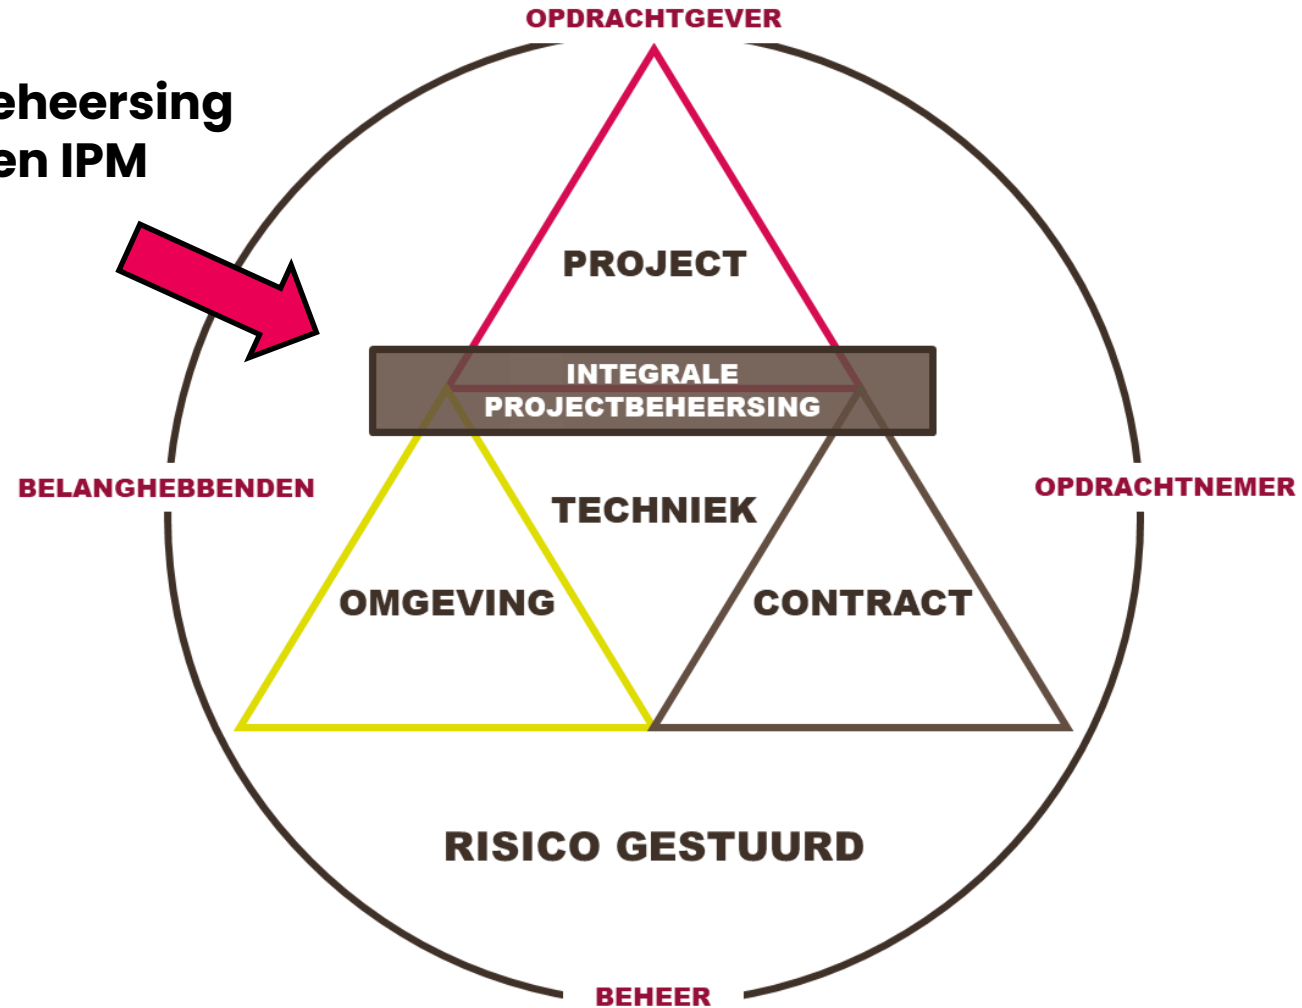 OPDRACHTGEVER
eheersing
en IPM
PROJECT
INTEGRALE
PROJECTBEHEERSING
BELANGHEBBENDEN
OPDRACHTNEMER
TECHNIEK
OMGEVING
CONTRACT
RISICO GESTUURD
BEHEER